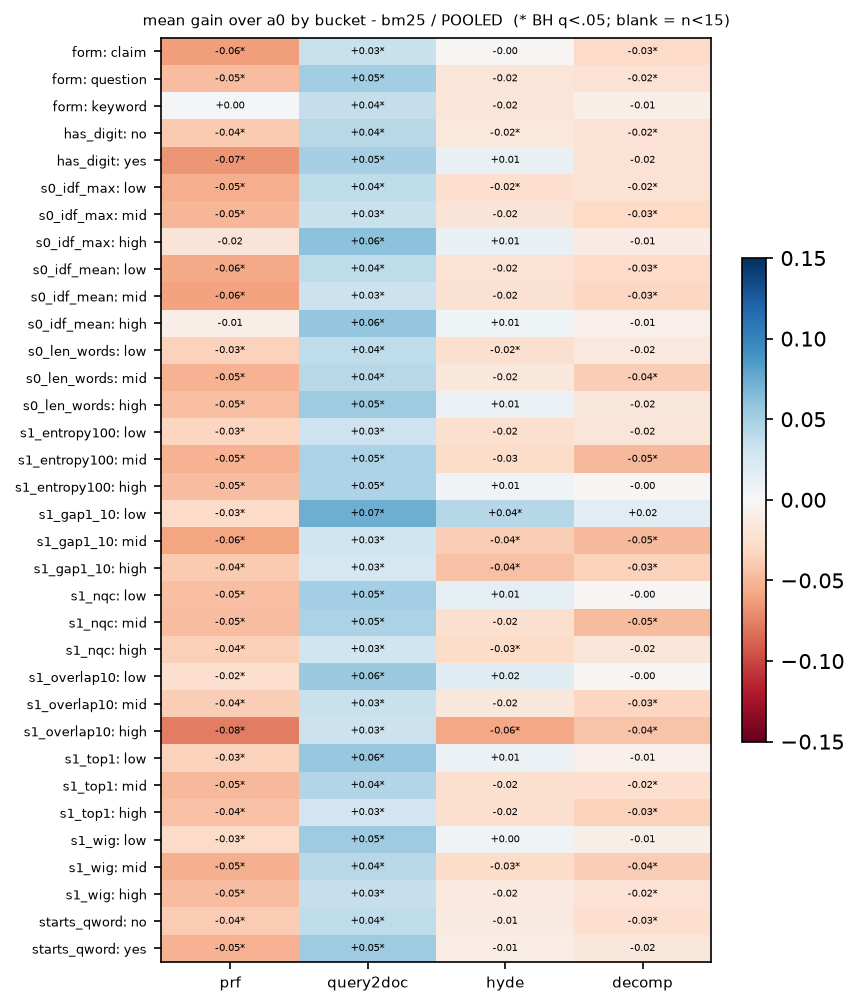 mean gain over a0 by bucket - bm25 / POOLED  (* BH q<.05; blank = n<15)
form: claim -0.06* +0.03* -0.00 -0.03*
form: question -0.05* +0.05* -0.02 -0.02*
form: keyword +0.00 +0.04* -0.02 -0.01
has_digit: no -0.04* +0.04* -0.02* -0.02*
has_digit: yes -0.07* +0.05* +0.01 -0.02
s0_idf_max: low -0.05* +0.04* -0.02* -0.02*
s0_idf_max: mid -0.05* +0.03* -0.02 -0.03*
s0_idf_max: high -0.02 +0.06* +0.01 -0.01
s0_idf_mean: low -0.06* +0.04* -0.02 -0.03*
s0_idf_mean: mid -0.06* +0.03* -0.02 -0.03*
s0_idf_mean: high -0.01 +0.06* +0.01 -0.01
s0_len_words: low -0.03* +0.04* -0.02* -0.02
s0_len_words: mid -0.05* +0.04* -0.02 -0.04*
s0_len_words: high -0.05* +0.05* +0.01 -0.02
s1_entropy100: low -0.03* +0.03* -0.02 -0.02
s1_entropy100: mid -0.05* +0.05* -0.03 -0.05*
s1_entropy100: high -0.05* +0.05* +0.01 -0.00
s1_gap1_10: low -0.03* +0.07* +0.04* +0.02
s1_gap1_10: mid -0.06* +0.03* -0.04* -0.05*
s1_gap1_10: high -0.04* +0.03* -0.04* -0.03*
s1_nqc: low -0.05* +0.05* +0.01 -0.00
s1_nqc: mid -0.05* +0.05* -0.02 -0.05*
s1_nqc: high -0.04* +0.03* -0.03* -0.02
s1_overlap10: low -0.02* +0.06* +0.02 -0.00
s1_overlap10: mid -0.04* +0.03* -0.02 -0.03*
s1_overlap10: high -0.08* +0.03* -0.06* -0.04*
s1_top1: low -0.03* +0.06* +0.01 -0.01
s1_top1: mid -0.05* +0.04* -0.02 -0.02*
s1_top1: high -0.04* +0.03* -0.02 -0.03*
s1_wig: low -0.03* +0.05* +0.00 -0.01
s1_wig: mid -0.05* +0.04* -0.03* -0.04*
s1_wig: high -0.05* +0.03* -0.02 -0.02*
starts_qword: no -0.04* +0.04* -0.01 -0.03*
starts_qword: yes -0.05* +0.05* -0.01 -0.02
prf query2doc hyde decomp
0.15
0.10
0.05
0.00
−0.05
−0.10
−0.15